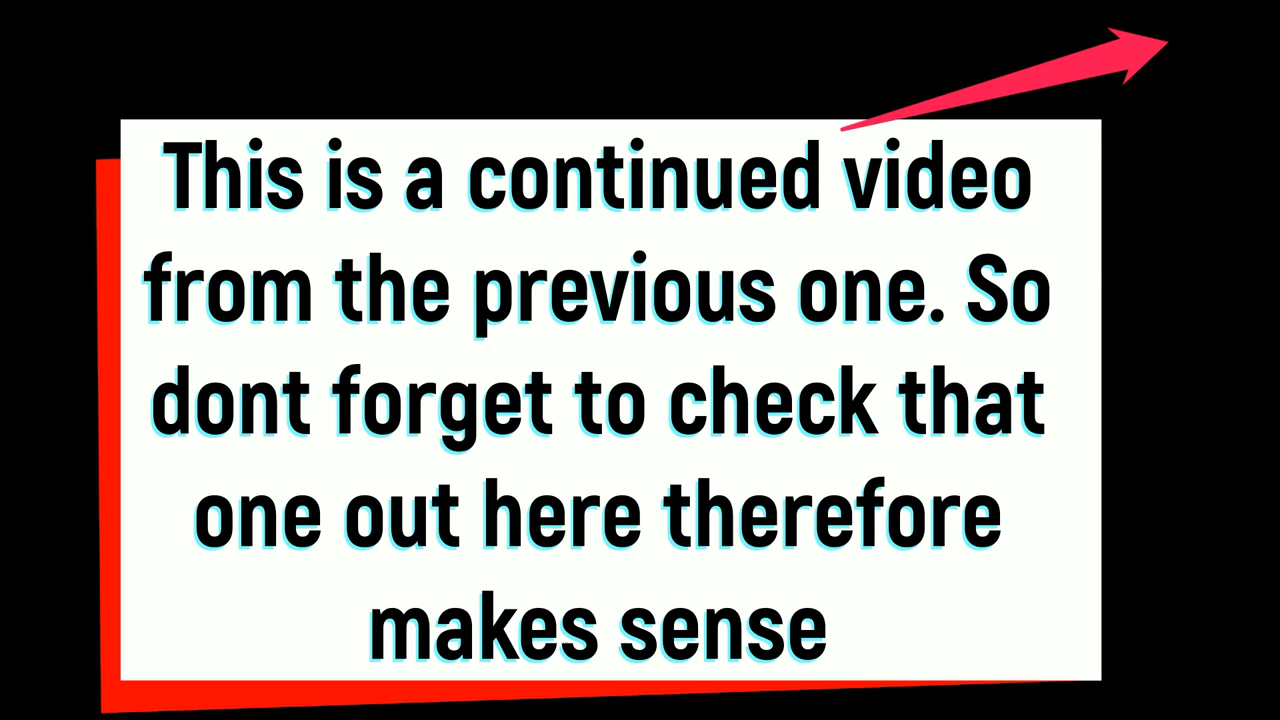 This is a continued video
from the previous one. So
dont forget to check that
one out here therefore
makes sense